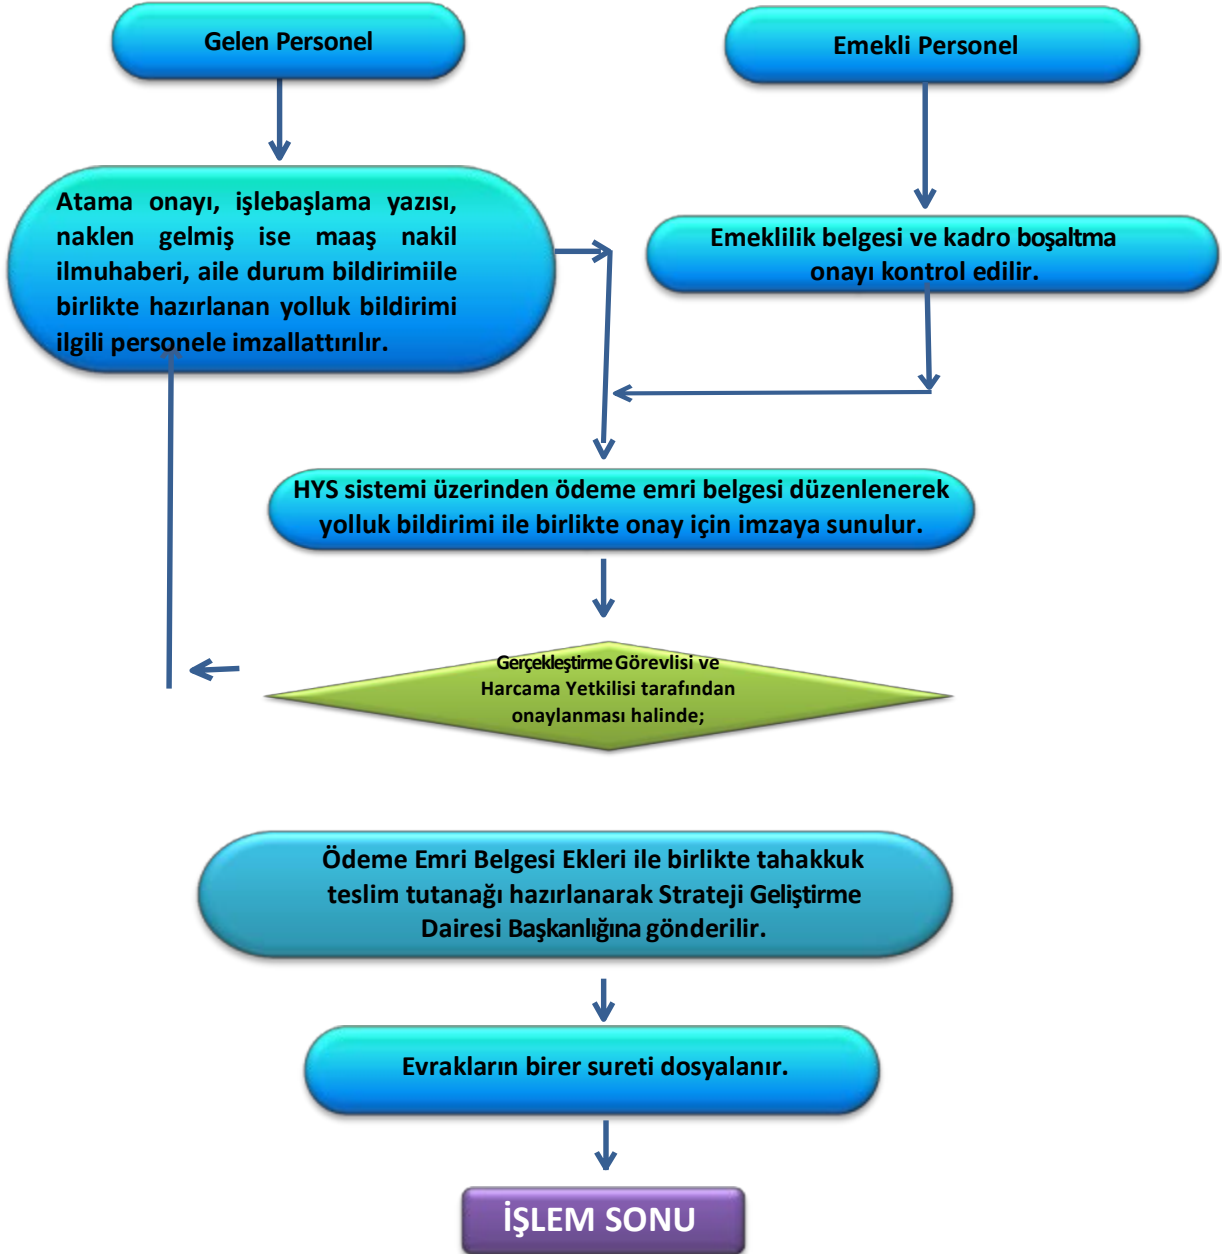 Gelen Personel
Emekli Personel
Atama onayı, işlebaşlama yazısı,
naklen gelmiş ise maaş nakil
ilmuhaberi, aile durum bildirimiile
birlikte hazırlanan yolluk bildirimi
ilgili personele imzallattırılır.
Emeklilik belgesi ve kadro boşaltma
onayı kontrol edilir.
HYS sistemi üzerinden ödeme emri belgesi düzenlenerek
yolluk bildirimi ile birlikte onay için imzaya sunulur.
Gerçekleştirme Görevlisi ve
Harcama Yetkilisi tarafından
onaylanması halinde;
Ödeme Emri Belgesi Ekleri ile birlikte tahakkuk
teslim tutanağı hazırlanarak Strateji Geliştirme
Dairesi Başkanlığına gönderilir.
Evrakların birer sureti dosyalanır.
İŞLEM SONU